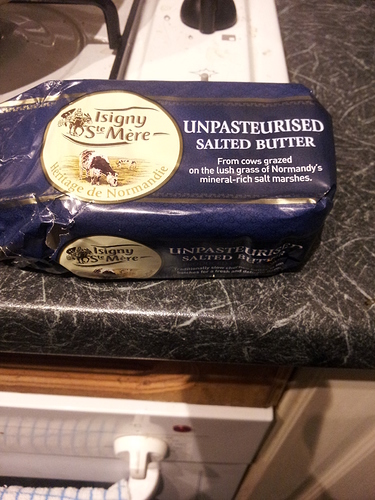 Isigny
Ste Mère
Héritage de Normandie
UNPASTEURISED
SALTED BUTTER
From cows grazed
on the lush grass of Normandy's
mineral-rich salt marshes.
Isigny
Ste Mère
UNPASTEURISED
SALTED BUTTER